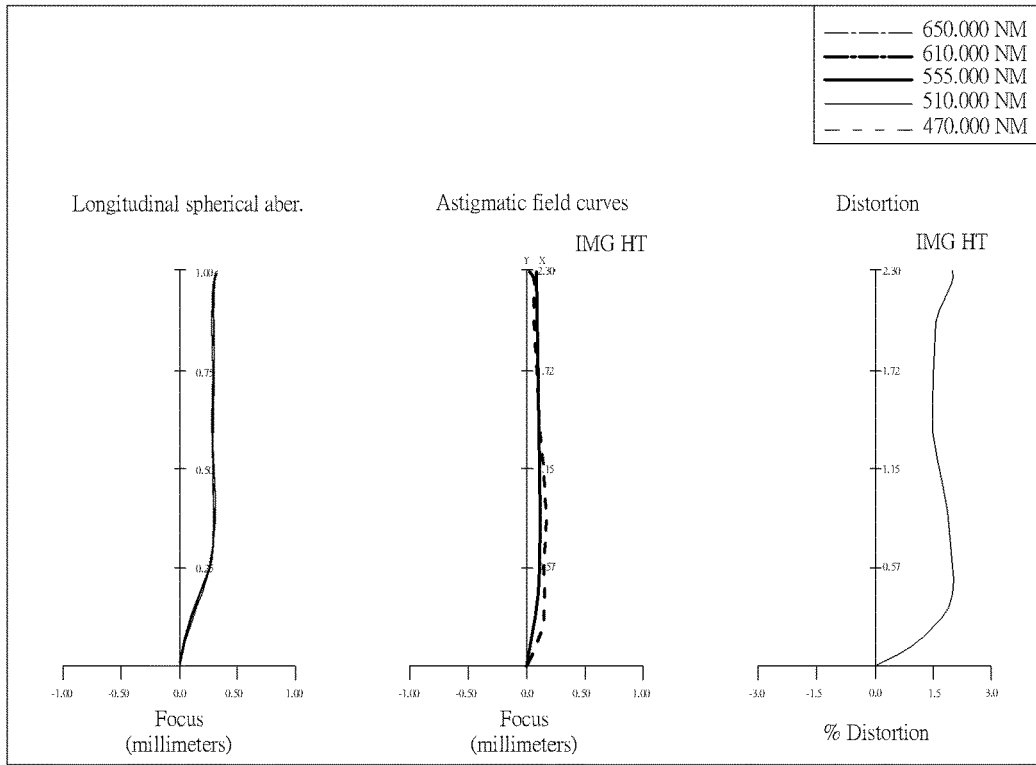 650.000 NM
610.000 NM
555.000 NM
510.000 NM
470.000 NM
Longitudinal spherical aber.
Astigmatic field curves
Distortion
IMG HT
IMG HT
Y X
1.00
2.30
2.30
0.75
1.72
1.72
0.50
.15
1.15
0.25
.57
0.57
-1.00 -0.50 0.0 0.50 1.00
-1.00 -0.50 0.0 0.50 1.00
-3.0 -1.5 0.0 1.5 3.0
Focus
(millimeters)
Focus
(millimeters)
% Distortion